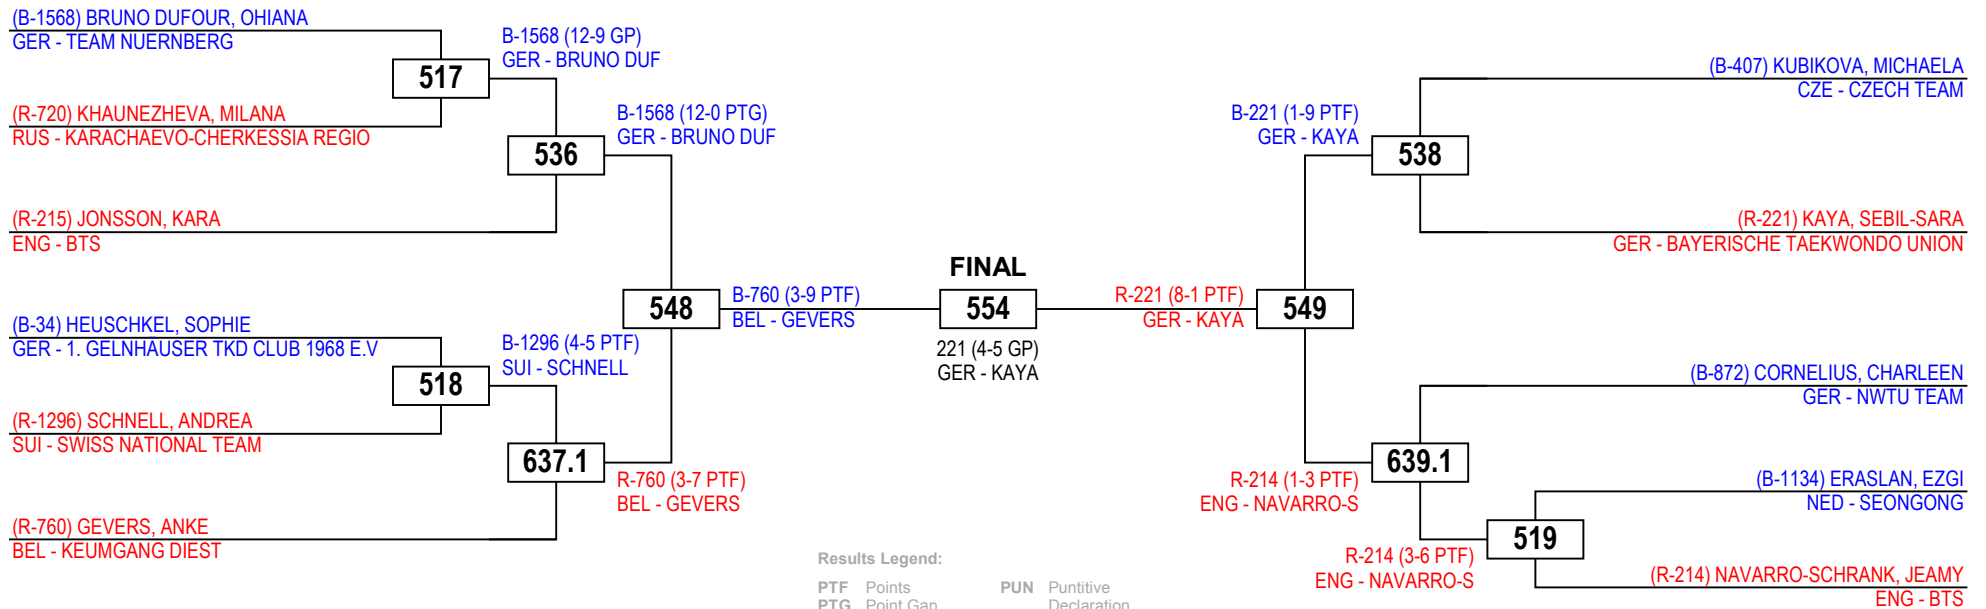 (B-1568) BRUNO DUFOUR, OHIANA
GER - TEAM NUERNBERG
517
(R-720) KHAUNEZHEVA, MILANA
RUS - KARACHAEVO-CHERKESSIA REGIO
B-1568 (12-9 GP)
GER - BRUNO DUF
536
(R-215) JONSSON, KARA
ENG - BTS
B-1568 (12-0 PTG)
GER - BRUNO DUF
(B-34) HEUSCHKEL, SOPHIE
GER - 1. GELNHAUSER TKD CLUB 1968 E.V
518
(R-1296) SCHNELL, ANDREA
SUI - SWISS NATIONAL TEAM
B-1296 (4-5 PTF)
SUI - SCHNELL
637.1
(R-760) GEVERS, ANKE
BEL - KEUMGANG DIEST
R-760 (3-7 PTF)
BEL - GEVERS
548
B-760 (3-9 PTF)
BEL - GEVERS
FINAL
554
221 (4-5 GP)
GER - KAYA
R-221 (8-1 PTF)
GER - KAYA
549
B-221 (1-9 PTF)
GER - KAYA
538
(B-407) KUBIKOVA, MICHAELA
CZE - CZECH TEAM
(R-221) KAYA, SEBIL-SARA
GER - BAYERISCHE TAEKWONDO UNION
(B-872) CORNELIUS, CHARLEEN
GER - NWTU TEAM
639.1
R-214 (1-3 PTF)
ENG - NAVARRO-S
(B-1134) ERASLAN, EZGI
NED - SEONGONG
519
R-214 (3-6 PTF)
ENG - NAVARRO-S
(R-214) NAVARRO-SCHRANK, JEAMY
ENG - BTS
Results Legend:
PTF Points PUN Puntitive
PTG Point Gap Declaration